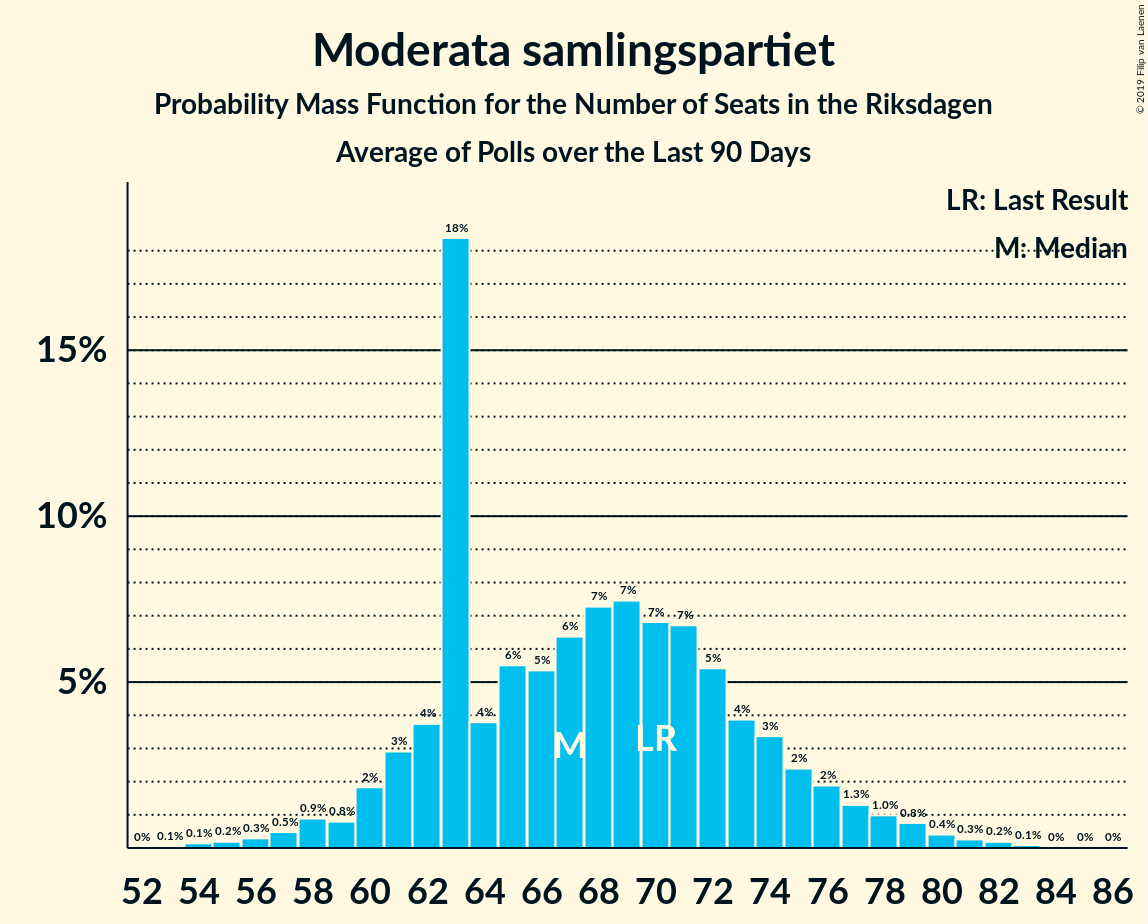 Moderata samlingspartiet
Probability Mass Function for the Number of Seats in the Riksdagen
Average of Polls over the Last 90 Days
© 2019 Filip van Laenen
LR: Last Result
M: Median
15%
10%
5%
0% 0.1% 0.1% 0.2% 0.3% 0.5% 0.9% 0.8% 2% 3% 4% 18% 4% 6% 5% 6% 7% 7% 7% 7% 5% 4% 3% 2% 2% 1.3% 1.0% 0.8% 0.4% 0.3% 0.2% 0.1% 0% 0% 0%
M LR
52 54 56 58 60 62 64 66 68 70 72 74 76 78 80 82 84 86